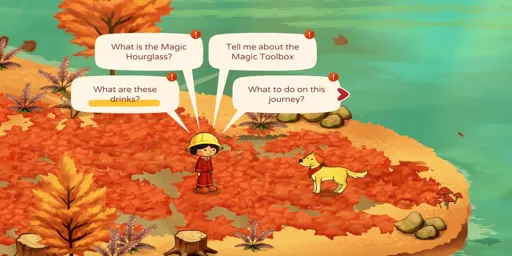 What is the Magic
Hourglass?
Tell me about the
Magic Toolbox
What are these
drinks?
What to do on this
journey?